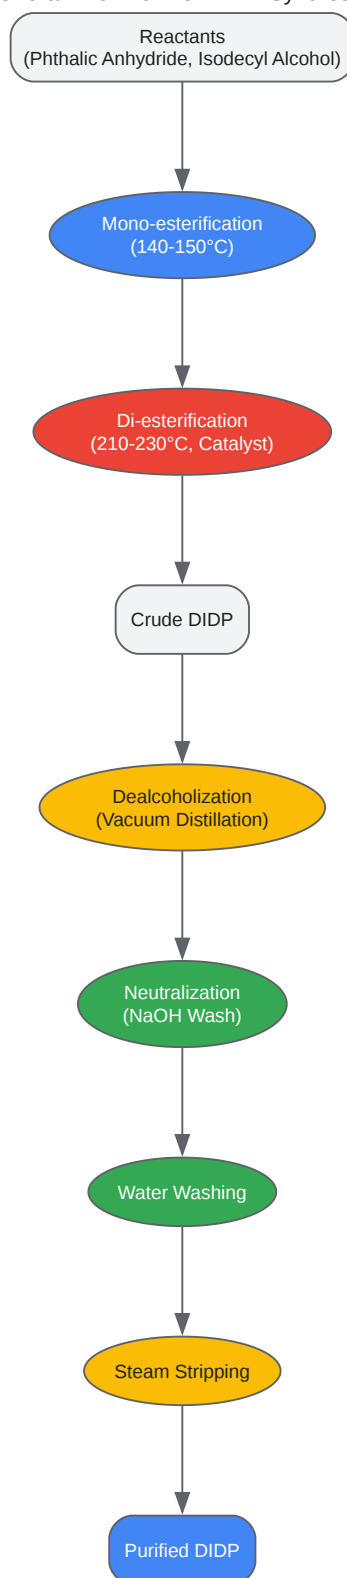 Reactants
(Phthalic Anhydride, Isodecyl Alcohol)
Mono-esterification
(140-150°C)
Di-esterification
(210-230°C, Catalyst)
Crude DIDP
Dealcoholization
(Vacuum Distillation)
Neutralization
(NaOH Wash)
Water Washing
Steam Stripping
Purified DIDP